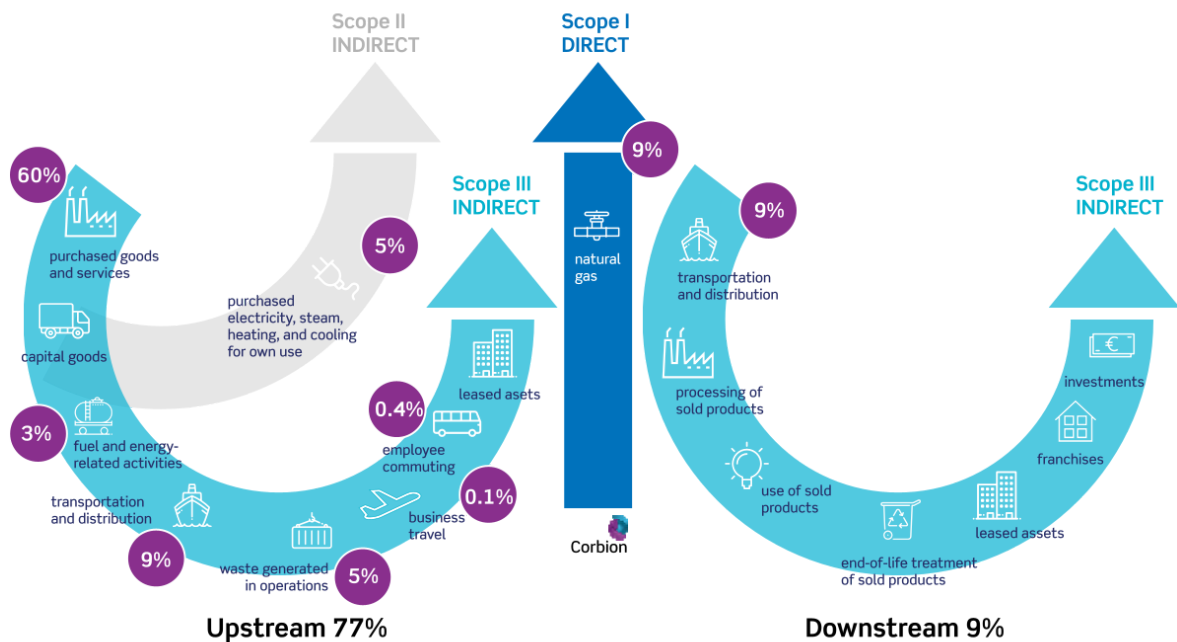 Scope II
INDIRECT
Scope I
DIRECT
60%
purchased goods
and services
capital goods
3%
fuel and energy-
related activities
transportation
and distribution
9%
waste generated
in operations
5%
business
travel
0.1%
0.4%
employee
commuting
leased asets
Scope III
INDIRECT
5%
purchased
electricity, steam,
heating, and cooling
for own use
9%
natural
gas
Corbion
9%
transportation
and distribution
processing of
sold products
use of sold
products
end-of-life treatment
of sold products
leased assets
franchises
€
investments
Scope III
INDIRECT
Upstream 77%
Downstream 9%